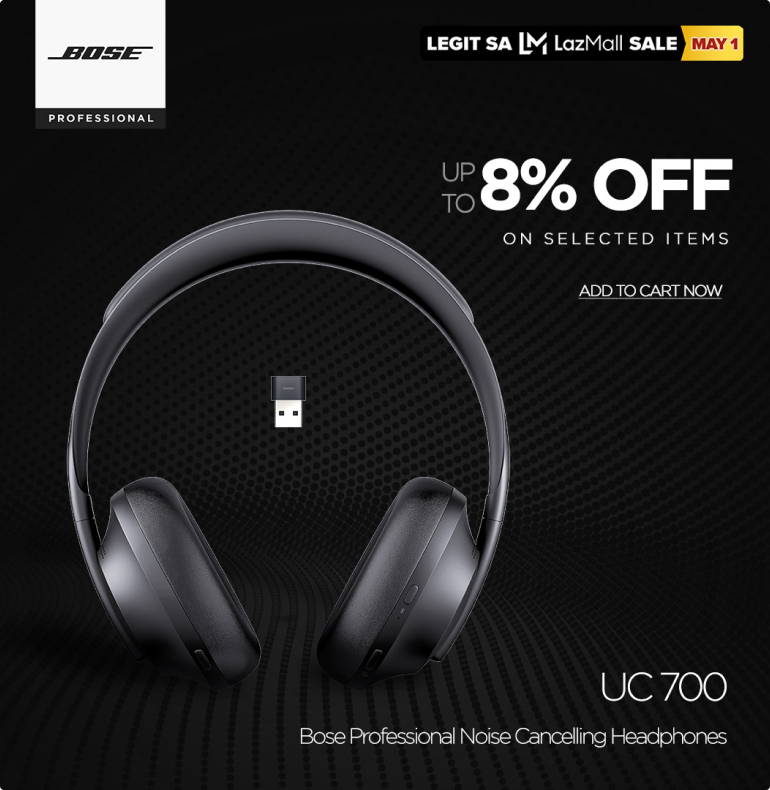 BOSE
PROFESSIONAL
LEGIT SA LM LazMall SALE MAY 1
UP TO 8% OFF
ON SELECTED ITEMS
ADD TO CART NOW
UC 700
Bose Professional Noise Cancelling Headphones